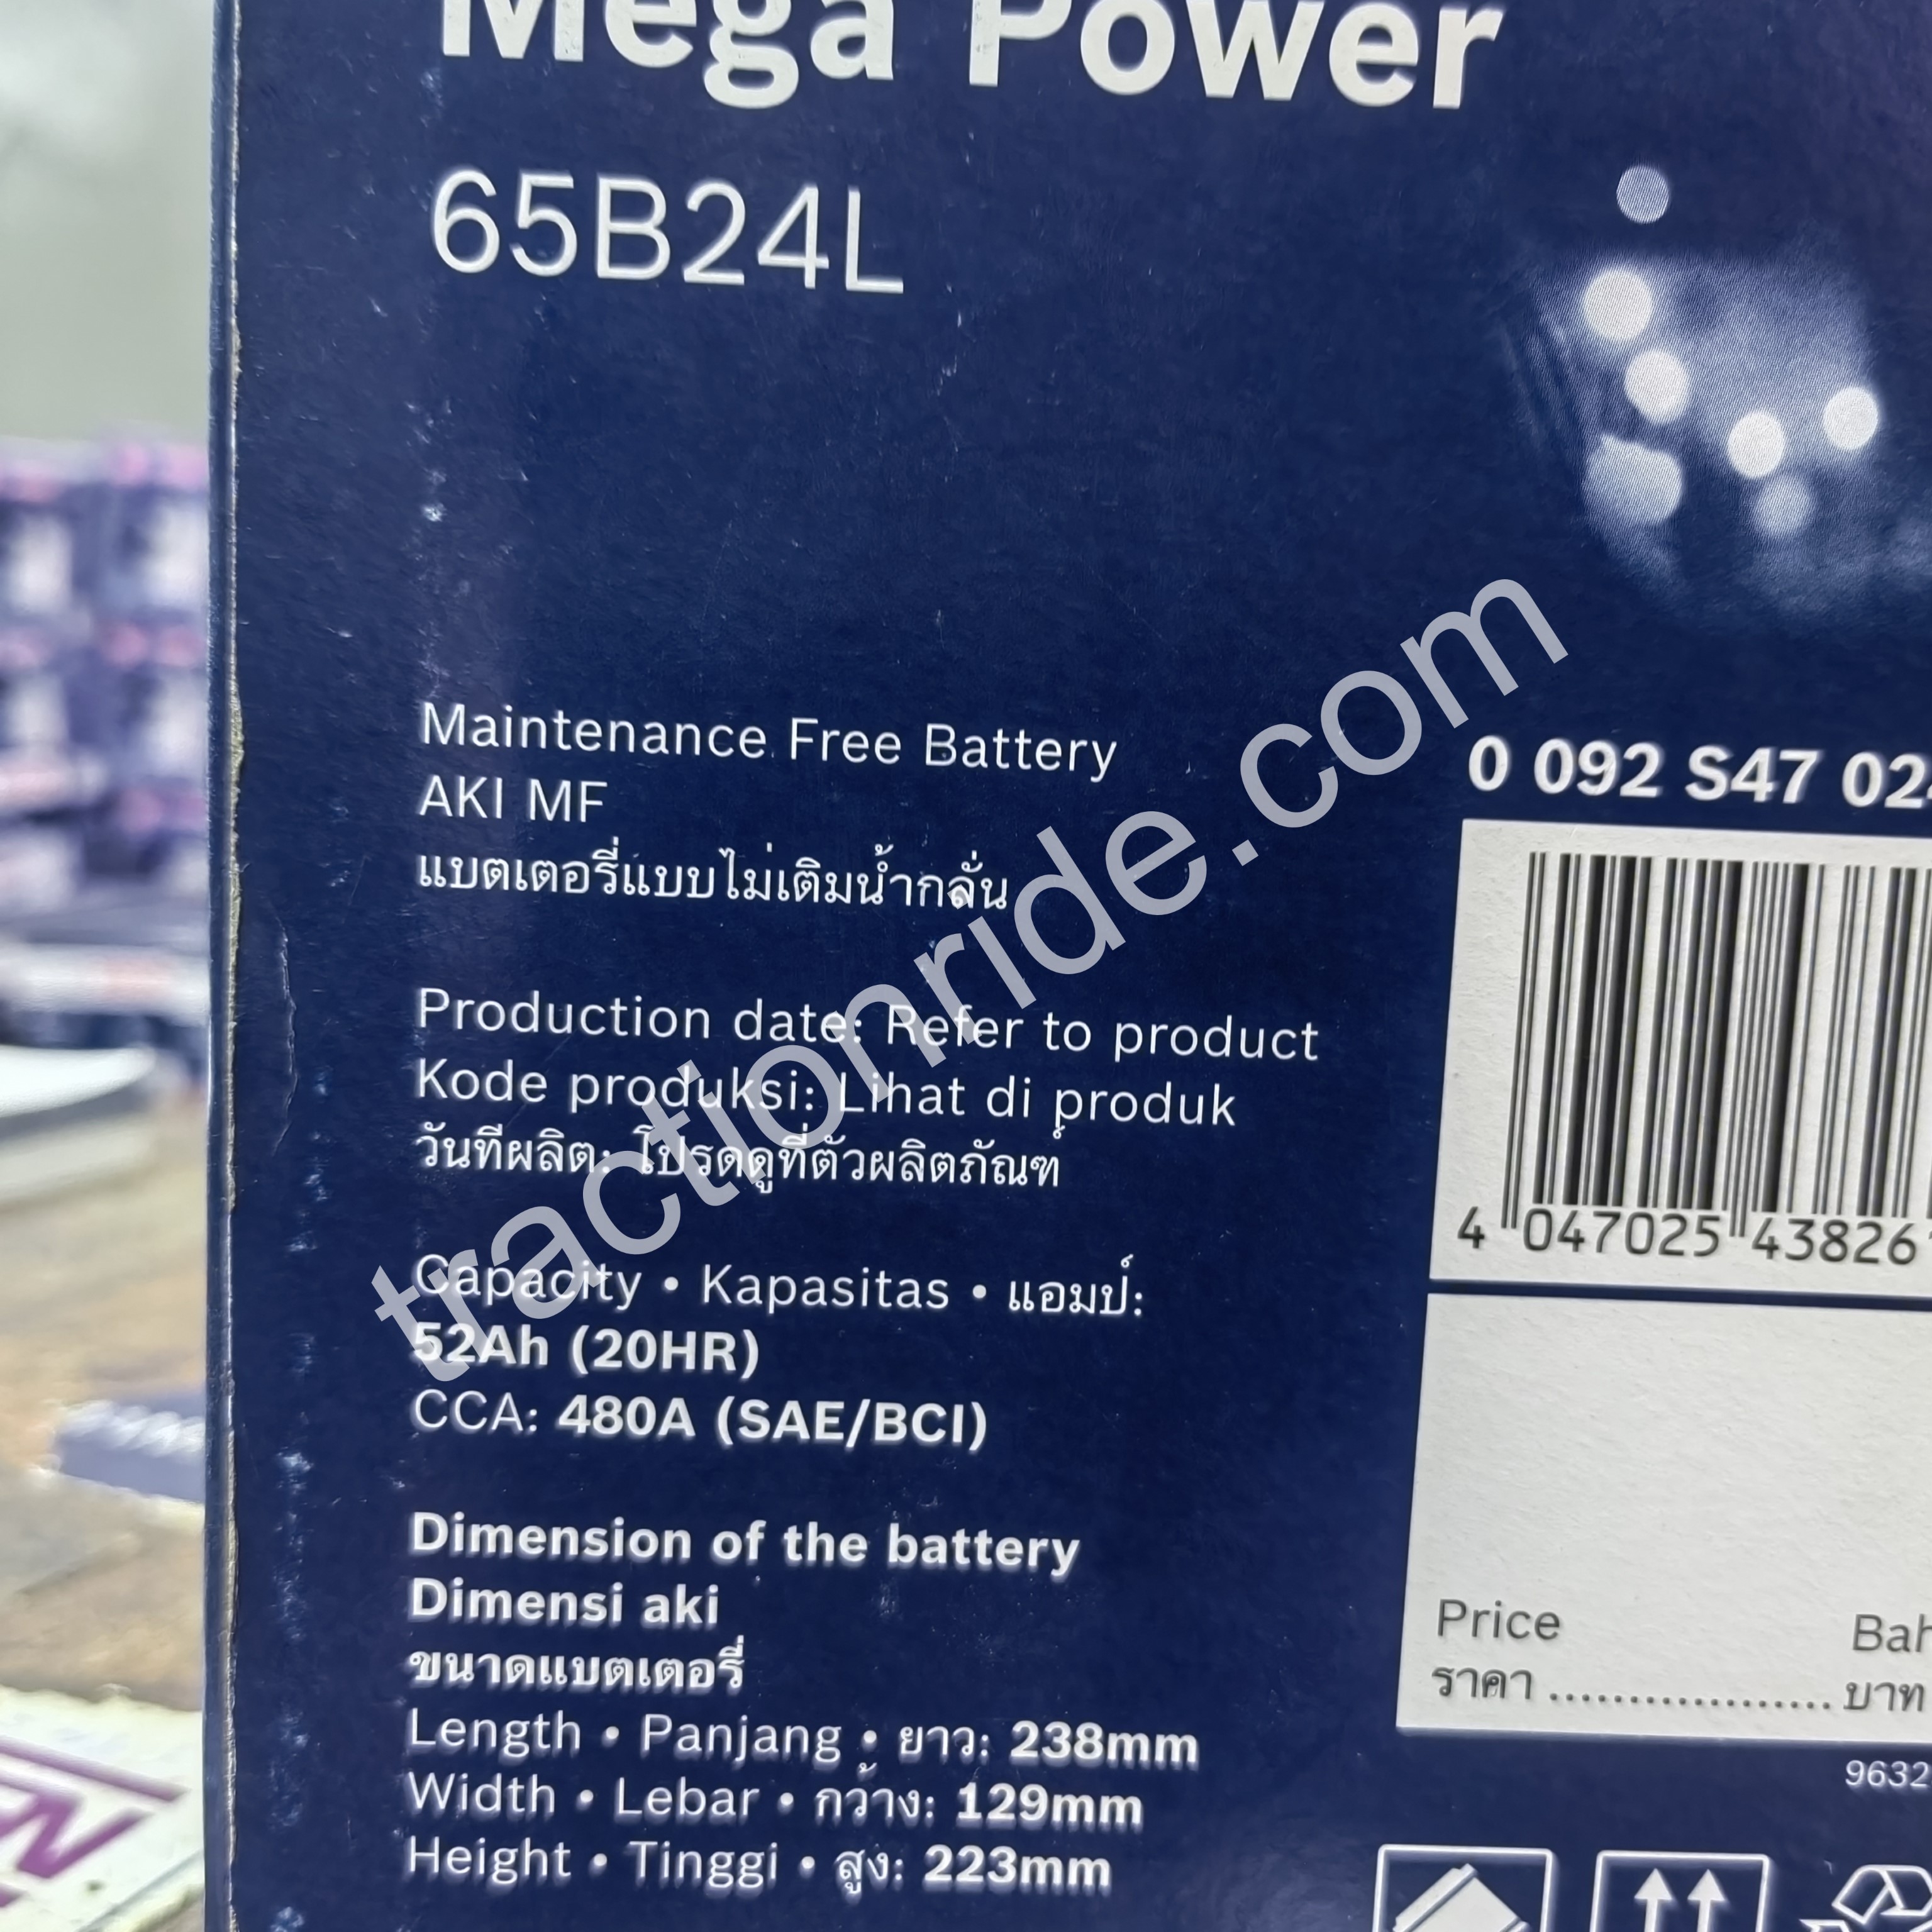 Mega Power
65B24L
Maintenance Free Battery
AKI MF
แบตเตอรี่แบบไม่เติมน้ำกลั่น
Production date: Refer to product
Kode produksi: Lihat di produk
วันที่ผลิต: โปรดดูที่ตัวผลิตภัณฑ์
Capacity • Kapasitas • แอมป์:
52Ah (20HR)
CCA: 480A (SAE/BCI)
Dimension of the battery
Dimensi aki
ขนาดแบตเตอรี่
Length • Panjang • ยาว: 238mm
Width • Lebar • กว้าง: 129mm
Height • Tinggi • สูง: 223mm
0 092 S47 02
4 047025 43826
Price
ราคา .................. บาท
9632
tractionride.com